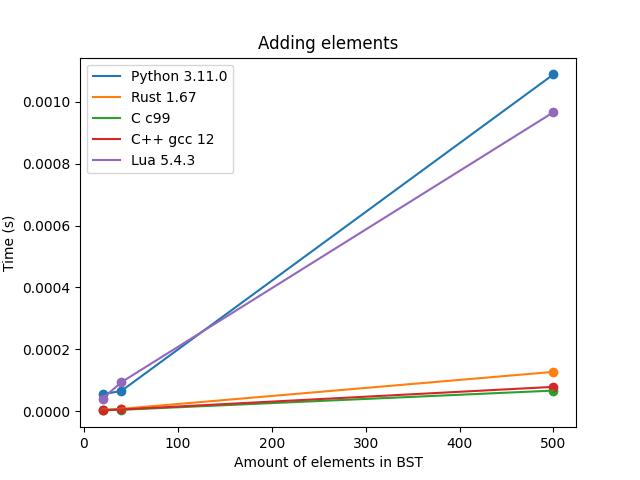 Adding elements
Python 3.11.0
Rust 1.67
C c99
C++ gcc 12
Lua 5.4.3
Time (s)
0.0010
0.0008
0.0006
0.0004
0.0002
0.0000
0 100 200 300 400 500
Amount of elements in BST